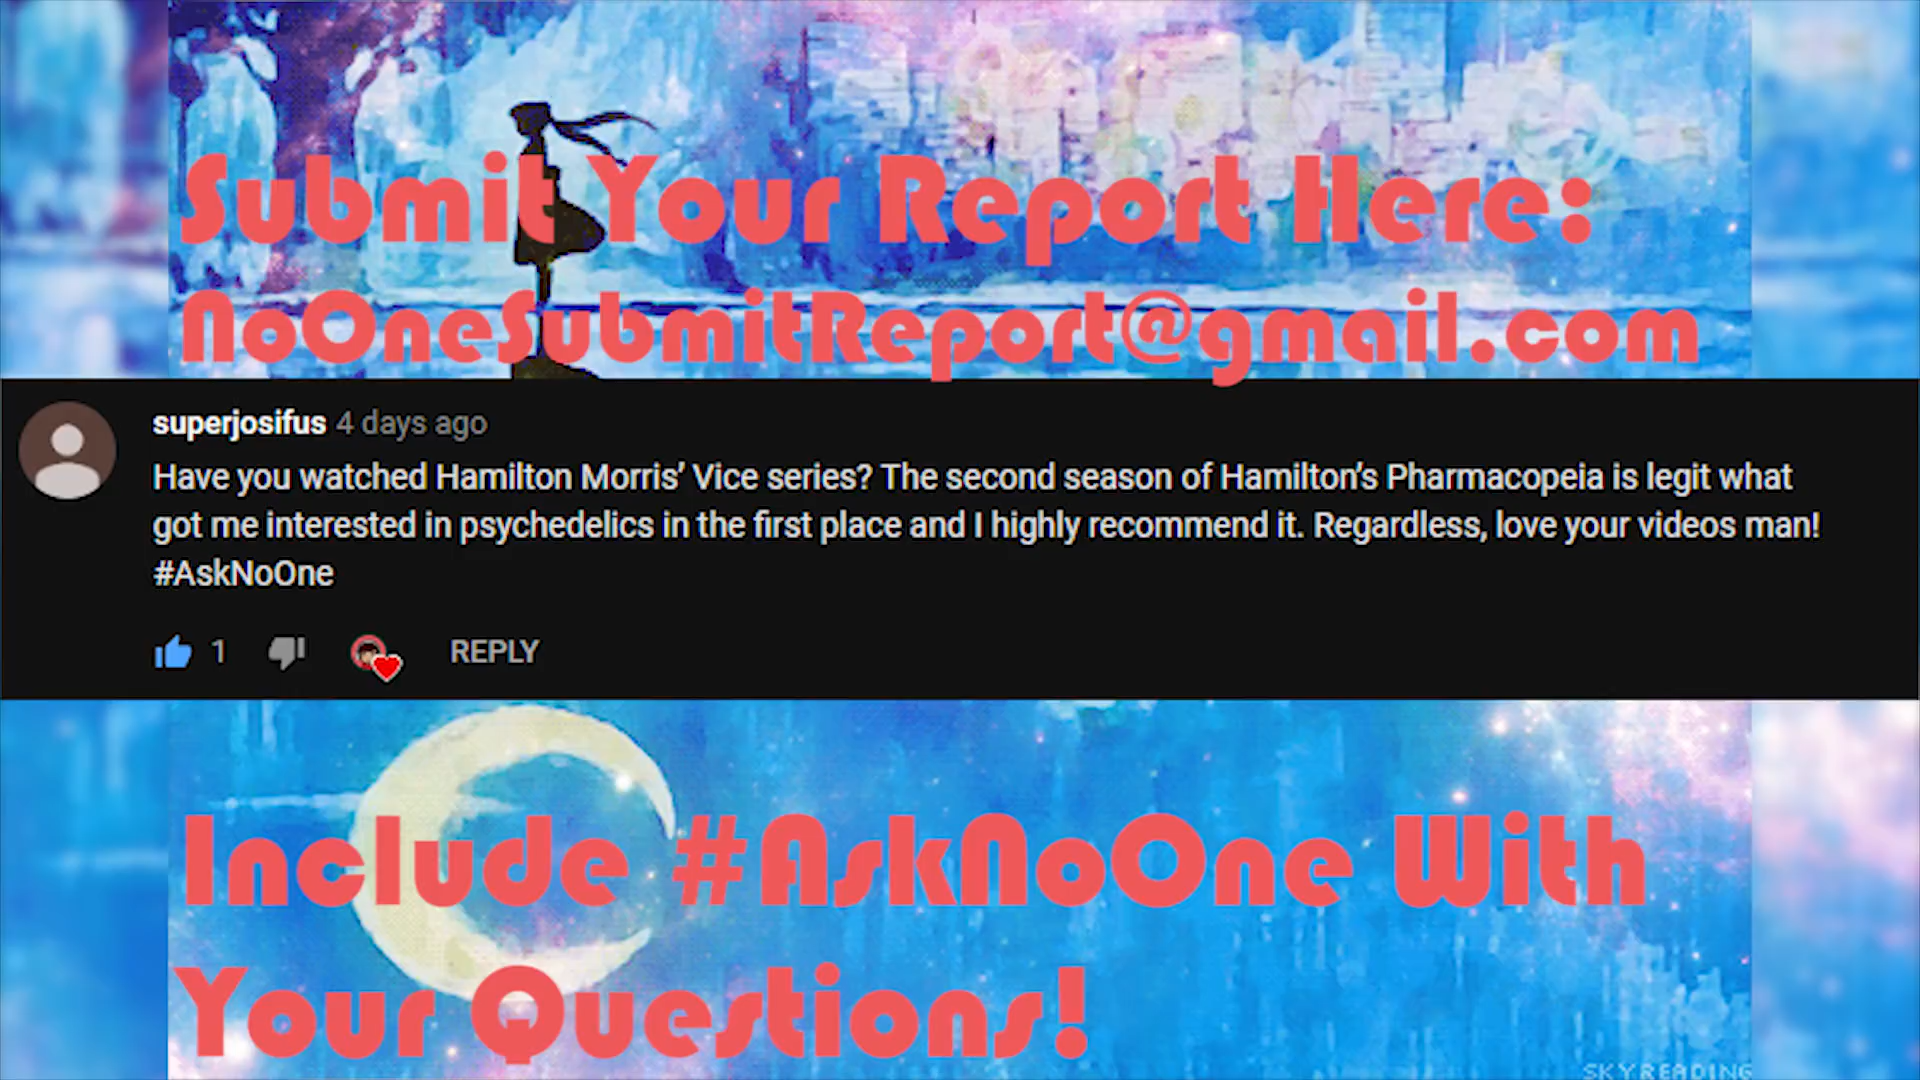 Submit Your Report Here:
NoOneSubmitReport@gmail.com
superjosifus 4 days ago
Have you watched Hamilton Morris’ Vice series? The second season of Hamilton’s Pharmacopeia is legit what
got me interested in psychedelics in the first place and I highly recommend it. Regardless, love your videos man!
#AskNoOne
1 REPLY
Include #AskNoOne With
Your Questions!
SKYREADING